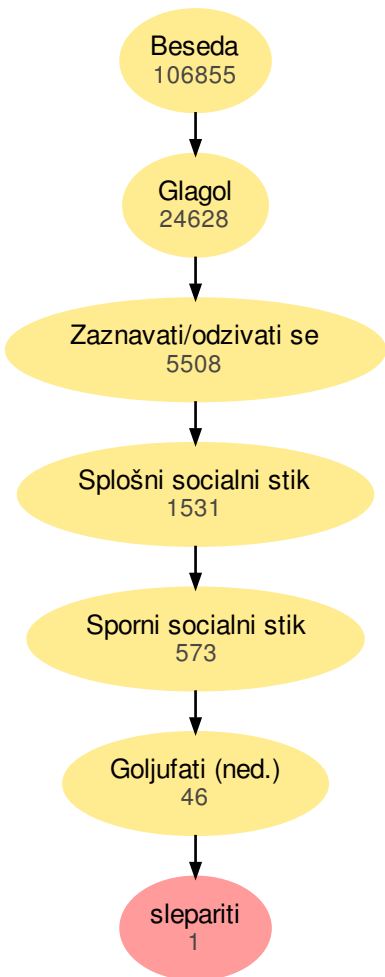 Beseda
106855
Glagol
24628
Zaznavati/odzivati se
5508
Splošni socialni stik
1531
Sporni socialni stik
573
Goljufati (ned.)
46
slepariti
1